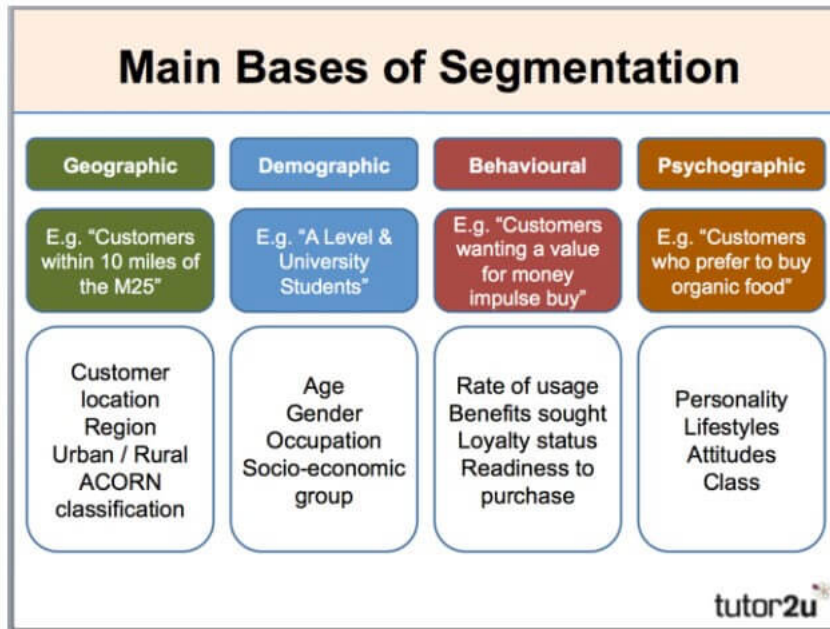 Main Bases of Segmentation
Geographic
Demographic
Behavioural
Psychographic
E.g. “Customers
within 10 miles of
the M25”
E.g. “A Level &
University
Students”
E.g. “Customers
wanting a value
for money
impulse buy”
E.g. “Customers
who prefer to buy
organic food”
Customer
location
Region
Urban / Rural
ACORN
classification
Age
Gender
Occupation
Socio-economic
group
Rate of usage
Benefits sought
Loyalty status
Readiness to
purchase
Personality
Lifestyles
Attitudes
Class
tutor2u